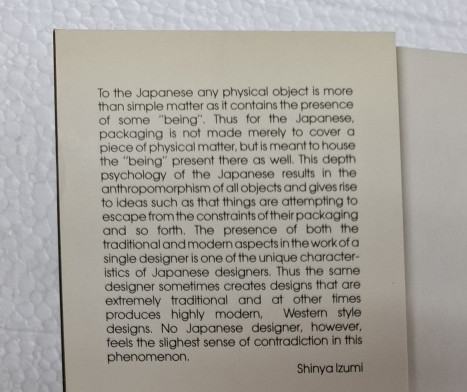 To the Japanese any physical object is more
than simple matter as it contains the presence
of some "being". Thus for the Japanese,
packaging is not made merely to cover a
piece of physical matter, but is meant to house
the "being" present there as well. This depth
psychology of the Japanese results in the
anthropomorphism of all objects and gives rise
to ideas such as that things are attempting to
escape from the constraints of their packaging
and so forth. The presence of both the
traditional and modern aspects in the work of a
single designer is one of the unique character-
istics of Japanese designers. Thus the same
designer sometimes creates designs that are
extremely traditional and at other times
produces highly modern, Western style
designs. No Japanese designer, however,
feels the slighest sense of contradiction in this
phenomenon.
Shinya Izumi